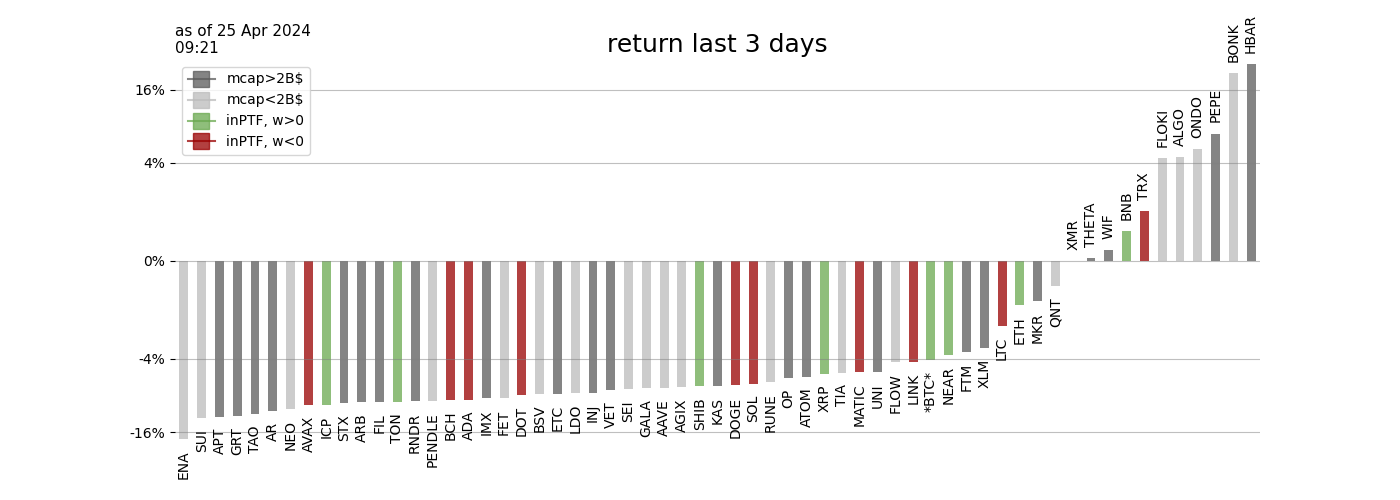 as of 25 Apr 2024
09:21
return last 3 days
mcap>2B$
mcap<2B$
inPTF, w>0
inPTF, w<0
16%
4%
0%
-4%
-16%
ENA
SUI
APT
GRT
TAO
AR
NEO
AVAX
ICP
STX
ARB
FIL
TON
RNDR
PENDLE
BCH
ADA
IMX
FET
DOT
BSV
ETC
LDO
INJ
VET
SEI
GALA
AAVE
AGIX
SHIB
KAS
DOGE
SOL
RUNE
OP
ATOM
XRP
TIA
MATIC
UNI
FLOW
LINK
*BTC*
NEAR
FTM
XLM
LTC
ETH
MKR
QNT
XMR
THETA
WIF
BNB
TRX
FLOKI
ALGO
ONDO
PEPE
BONK
HBAR